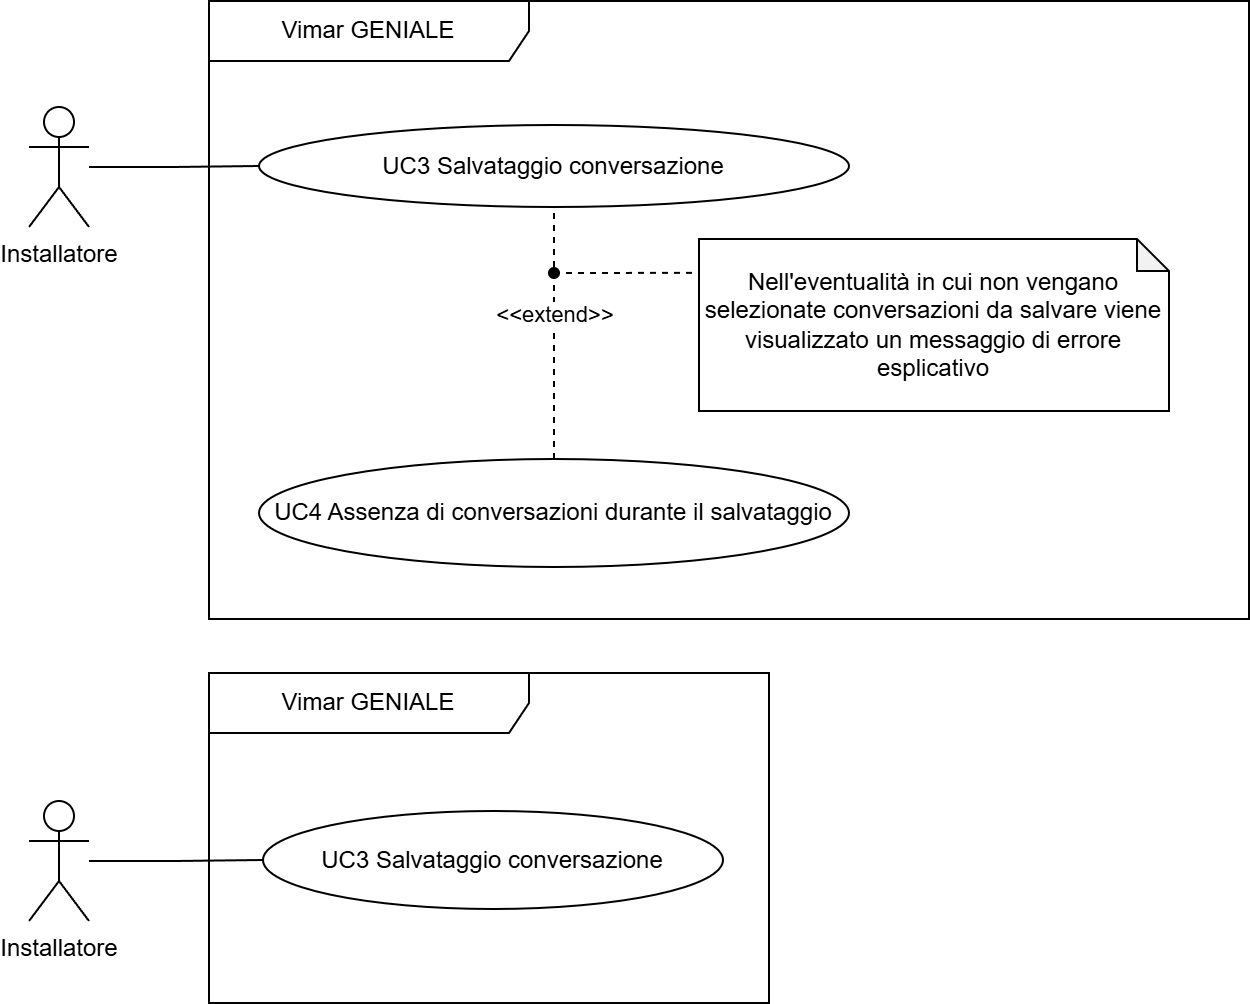 Vimar GENIALE
UC3 Salvataggio conversazione
Installatore
Nell'eventualità in cui non vengano
selezionate conversazioni da salvare viene
visualizzato un messaggio di errore
esplicativo
<<extend>>
UC4 Assenza di conversazioni durante il salvataggio
Vimar GENIALE
UC3 Salvataggio conversazione
Installatore